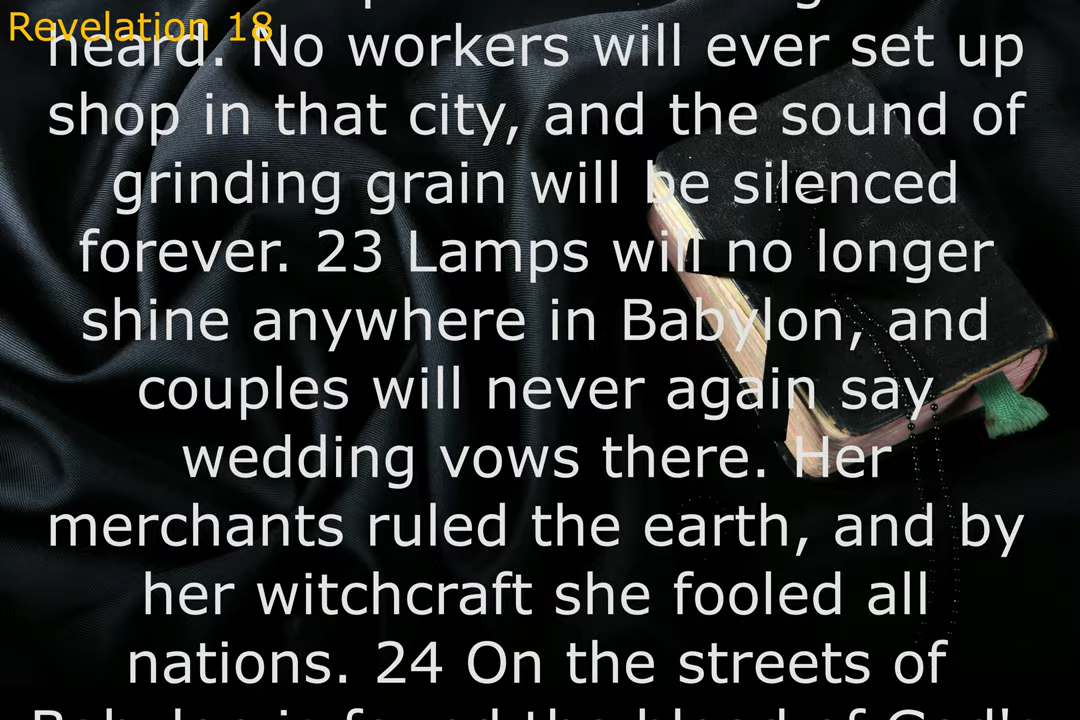 Revelation 18
heard. No workers will ever set up
shop in that city, and the sound of
grinding grain will be silenced
forever. 23 Lamps will no longer
shine anywhere in Babylon, and
couples will never again say
wedding vows there. Her
merchants ruled the earth, and by
her witchcraft she fooled all
nations. 24 On the streets of